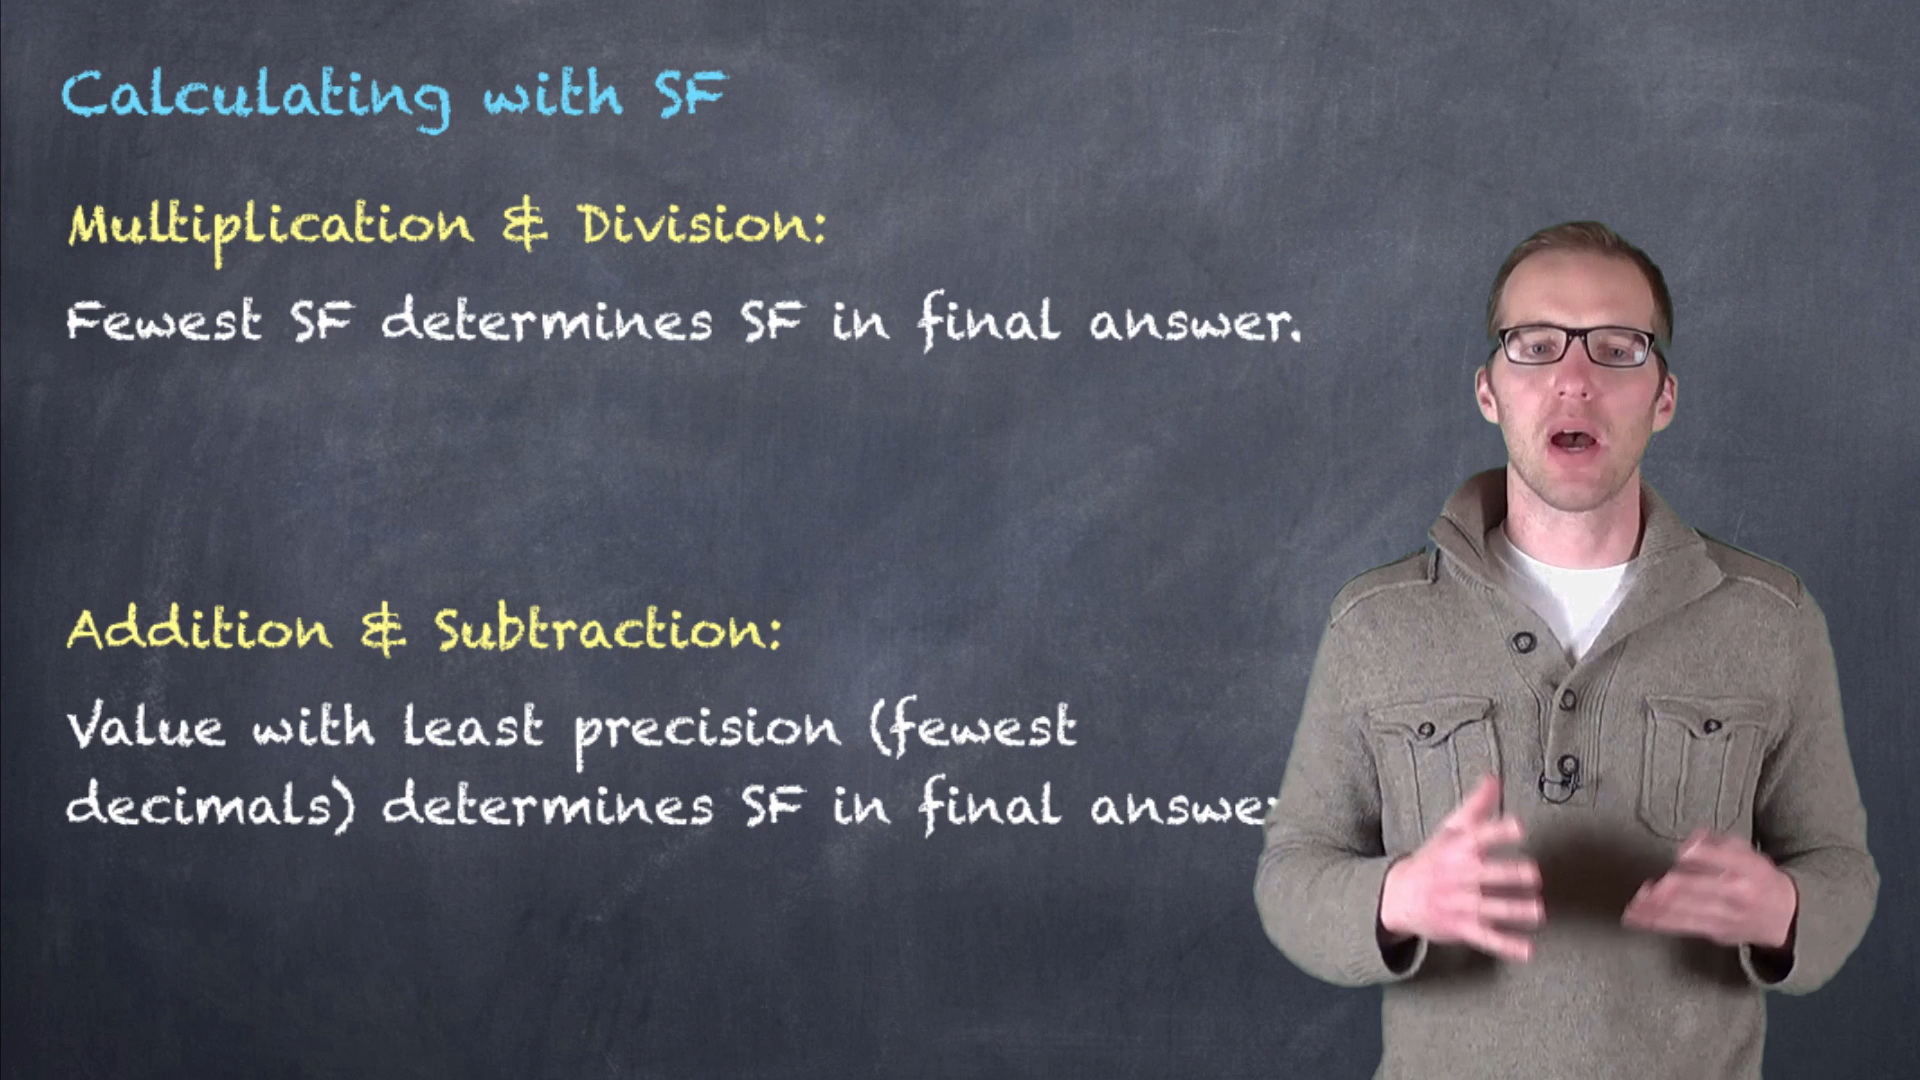 Calculating with SF
Multiplication & Division:
Fewest SF determines SF in final answer.
Addition & Subtraction:
Value with least precision (fewest
decimals) determines SF in final